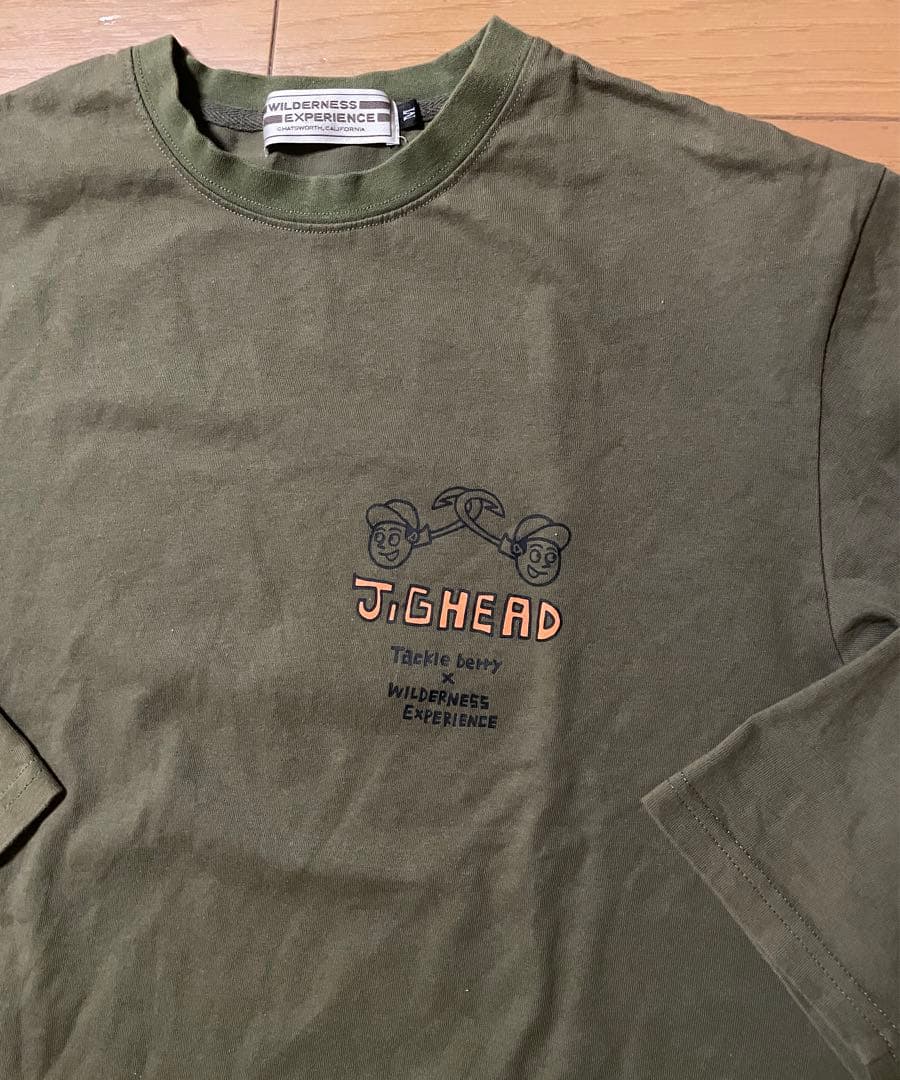 WILDERNESS
EXPERIENCE
CHATSWORTH, CALIFORNIA
M
JiGHEAD
Tackle berry
×
WILDERNESS
EXPERIENCE